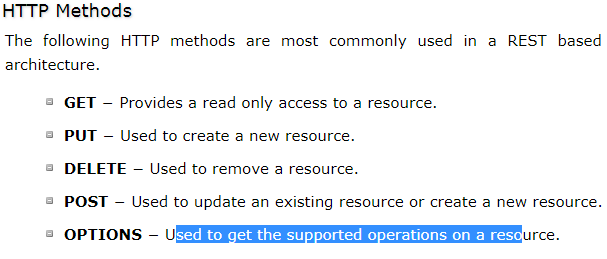 HTTP Methods
The following HTTP methods are most commonly used in a REST based
architecture.
GET − Provides a read only access to a resource.
PUT − Used to create a new resource.
DELETE − Used to remove a resource.
POST − Used to update an existing resource or create a new resource.
OPTIONS − Used to get the supported operations on a resource.